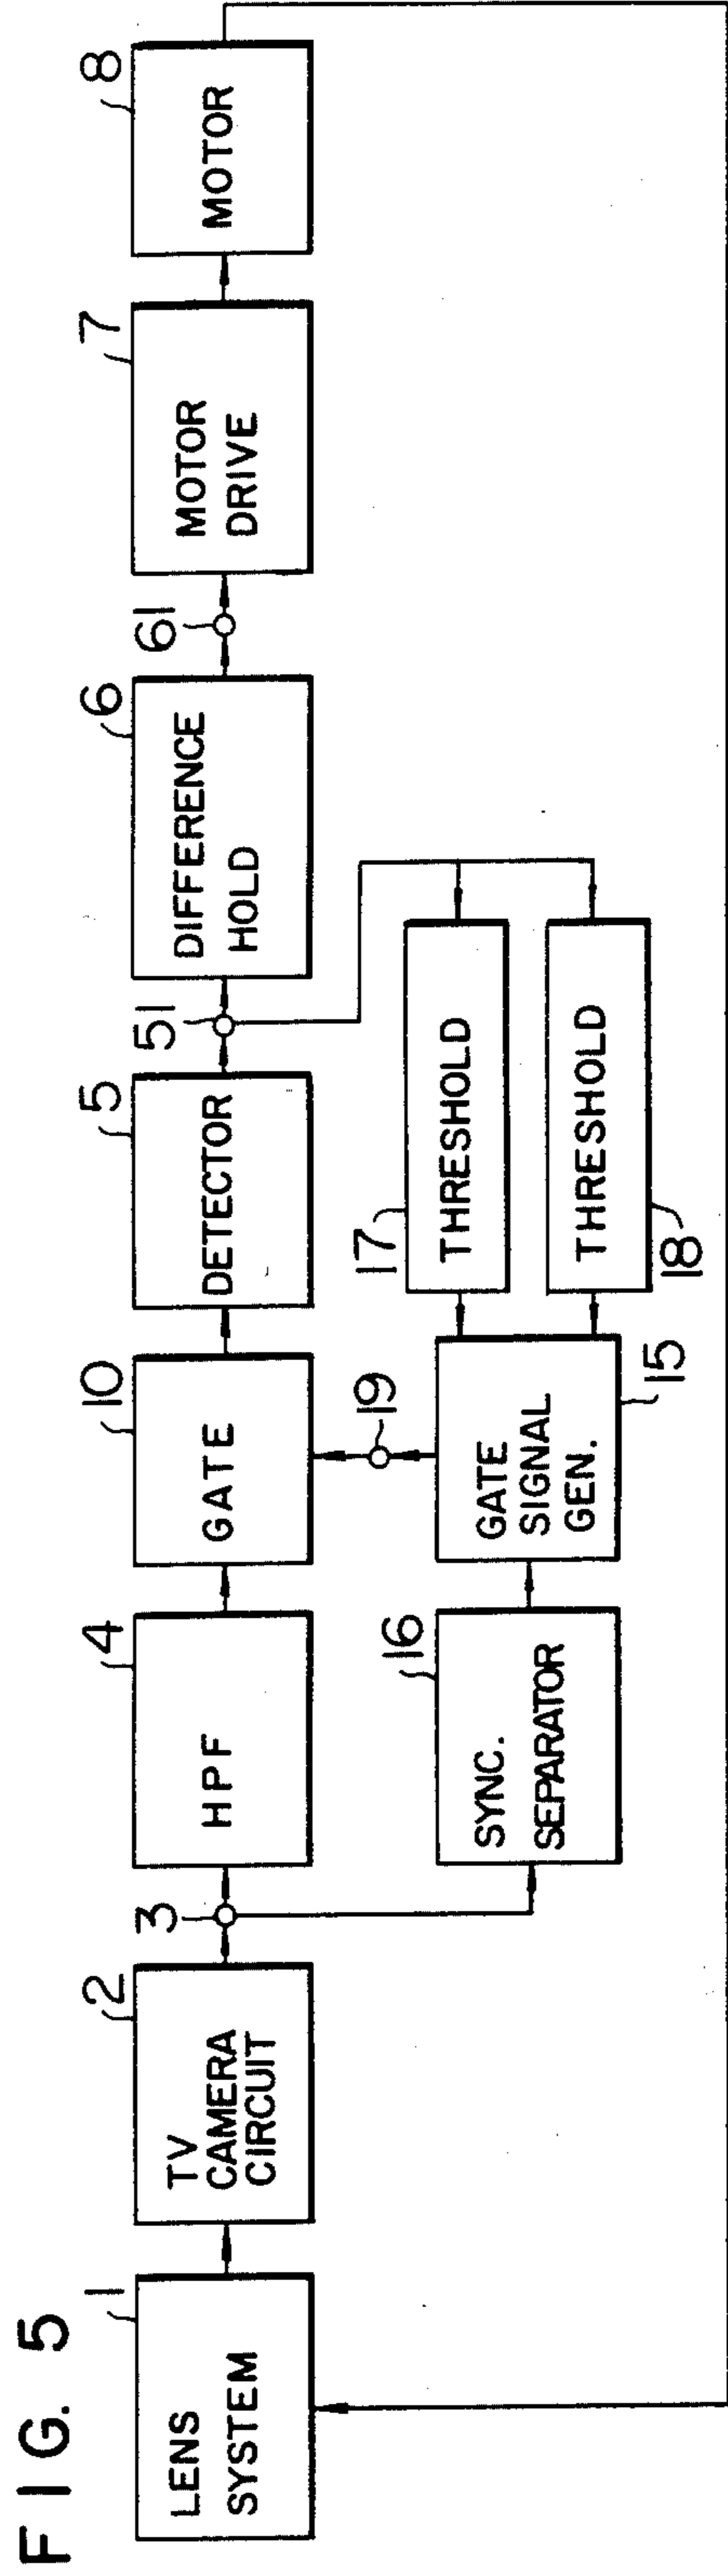 FIG. 5
1
LENS
SYSTEM
2
TV
CAMERA
CIRCUIT
3
4
HPF
10
GATE
5
DETECTOR
51
6
DIFFERENCE
HOLD
61
7
MOTOR
DRIVE
8
MOTOR
16
SYNC.
SEPARATOR
19
GATE
SIGNAL
GEN.
15
17
THRESHOLD
THRESHOLD
18